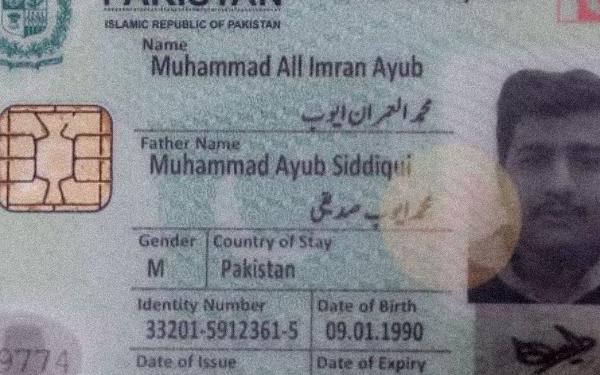 PAKISTAN
ISLAMIC REPUBLIC OF PAKISTAN
Name
Muhammad All Imran Ayub
محمد العمران ایوب
Father Name
Muhammad Ayub Siddiqui
محمد ایوب صدیقی
Gender Country of Stay
M Pakistan
Identity Number Date of Birth
33201-5912361-5 09.01.1990
9774
Date of Issue Date of Expiry